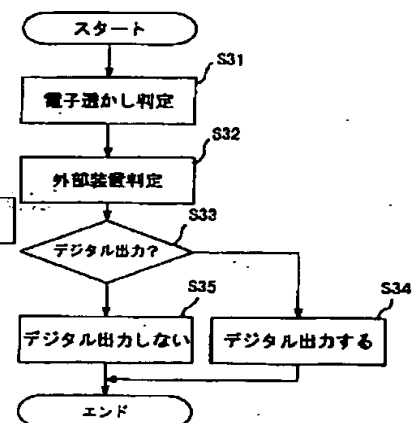 スタート
S31
電子透かし判定
S32
外部装置判定
S33
デジタル出力?
S35
デジタル出力しない
S34
デジタル出力する
エンド